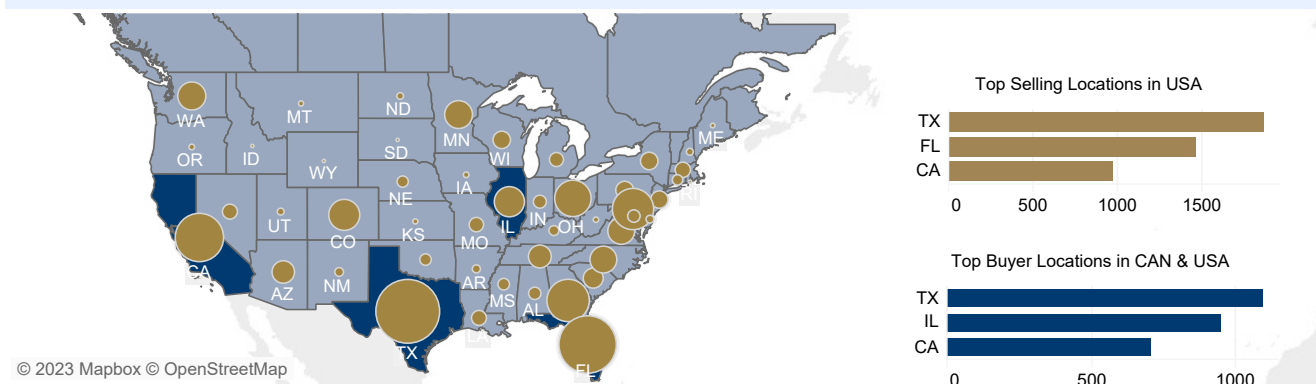 WA
MT
ND
MN
ME
OR
ID
SD
WI
WY
IA
RI
NE
UT
CO
KS
MO
IL
IN
OH
CA
AZ
NM
AR
MS
AL
LA
TX
FL
© 2023 Mapbox © OpenStreetMap
Top Selling Locations in USA
TX
FL
CA
0 500 1000 1500
Top Buyer Locations in CAN & USA
TX
IL
CA
0 500 1000